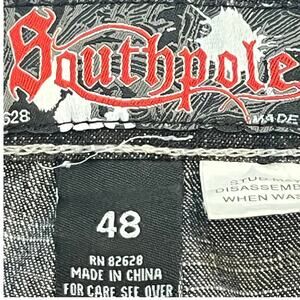 Southpole
628
MADE
48
RN 82628
MADE IN CHINA
FOR CARE SEE OVER
DISASSEMB
WHEN WAS